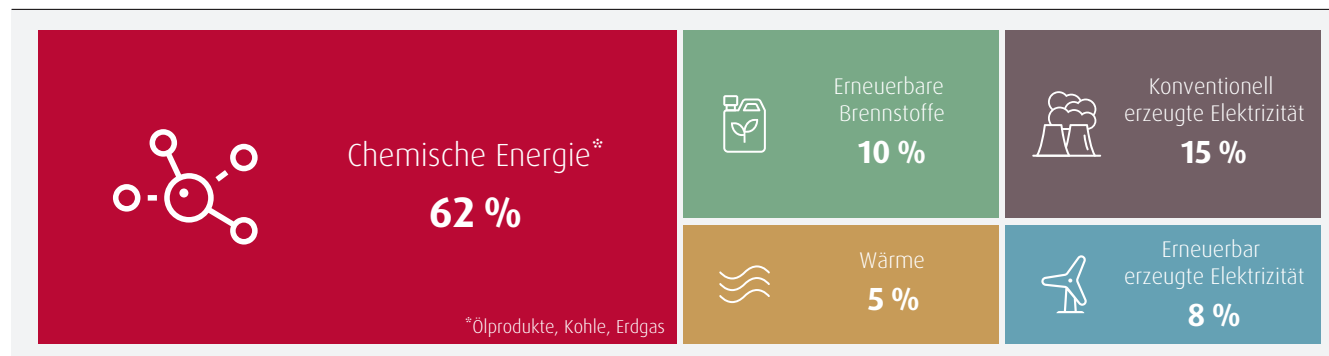 Chemische Energie*
62 %
*Ölprodukte, Kohle, Erdgas
Erneuerbare
Brennstoffe
10 %
Konventionell
erzeugte Elektrizität
15 %
Wärme
5 %
Erneuerbar
erzeugte Elektrizität
8 %